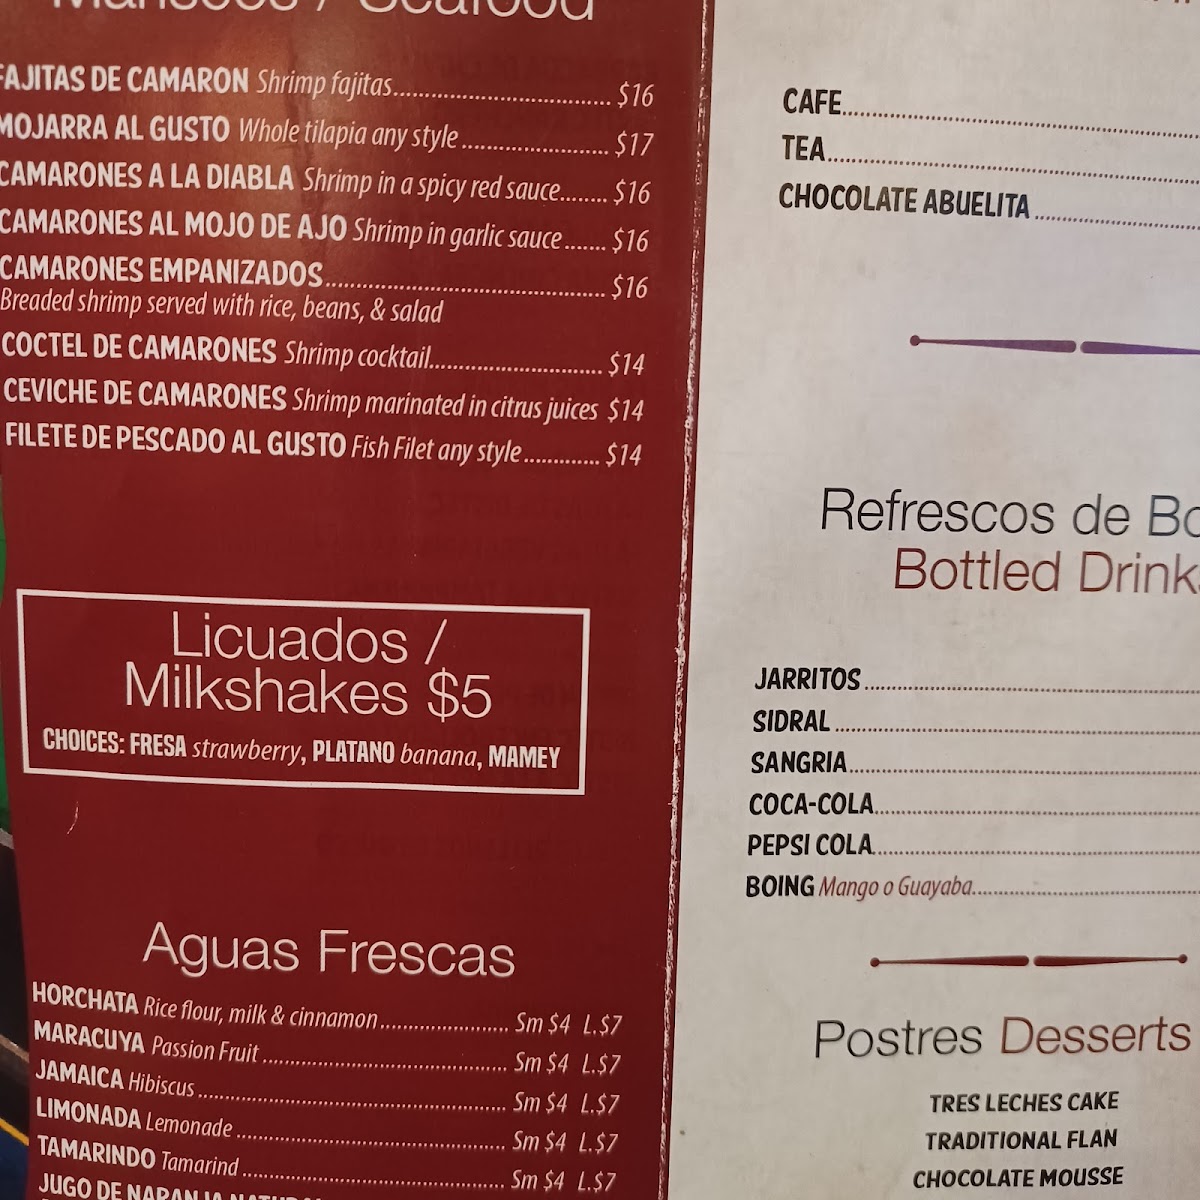 Mariscos / Seafood
FAJITAS DE CAMARON Shrimp fajitas................................. $16
MOJARRA AL GUSTO Whole tilapia any style ...................... $17
CAMARONES A LA DIABLA Shrimp in a spicy red sauce........ $16
CAMARONES AL MOJO DE AJO Shrimp in garlic sauce....... $16
CAMARONES EMPANIZADOS.......................................... $16
Breaded shrimp served with rice, beans, & salad
COCTEL DE CAMARONES Shrimp cocktail.......................... $14
CEVICHE DE CAMARONES Shrimp marinated in citrus juices $14
FILETE DE PESCADO AL GUSTO Fish Filet any style............ $14
Licuados /
Milkshakes $5
CHOICES: FRESA strawberry, PLATANO banana, MAMEY
Aguas Frescas
HORCHATA Rice flour, milk & cinnamon.................... Sm $4 L.$7
MARACUYA Passion Fruit ...................................... Sm $4 L.$7
JAMAICA Hibiscus ................................................ Sm $4 L.$7
LIMONADA Lemonade .......................................... Sm $4 L.$7
TAMARINDO Tamarind ......................................... Sm $4 L.$7
JUGO DE NARANJA
CAFE
TEA
CHOCOLATE ABUELITA
Refrescos de
Bottled Drinks
JARRITOS
SIDRAL
SANGRIA
COCA-COLA
PEPSI COLA
BOING Mango o Guayaba
Postres Desserts
TRES LECHES CAKE
TRADITIONAL FLAN
CHOCOLATE MOUSSE